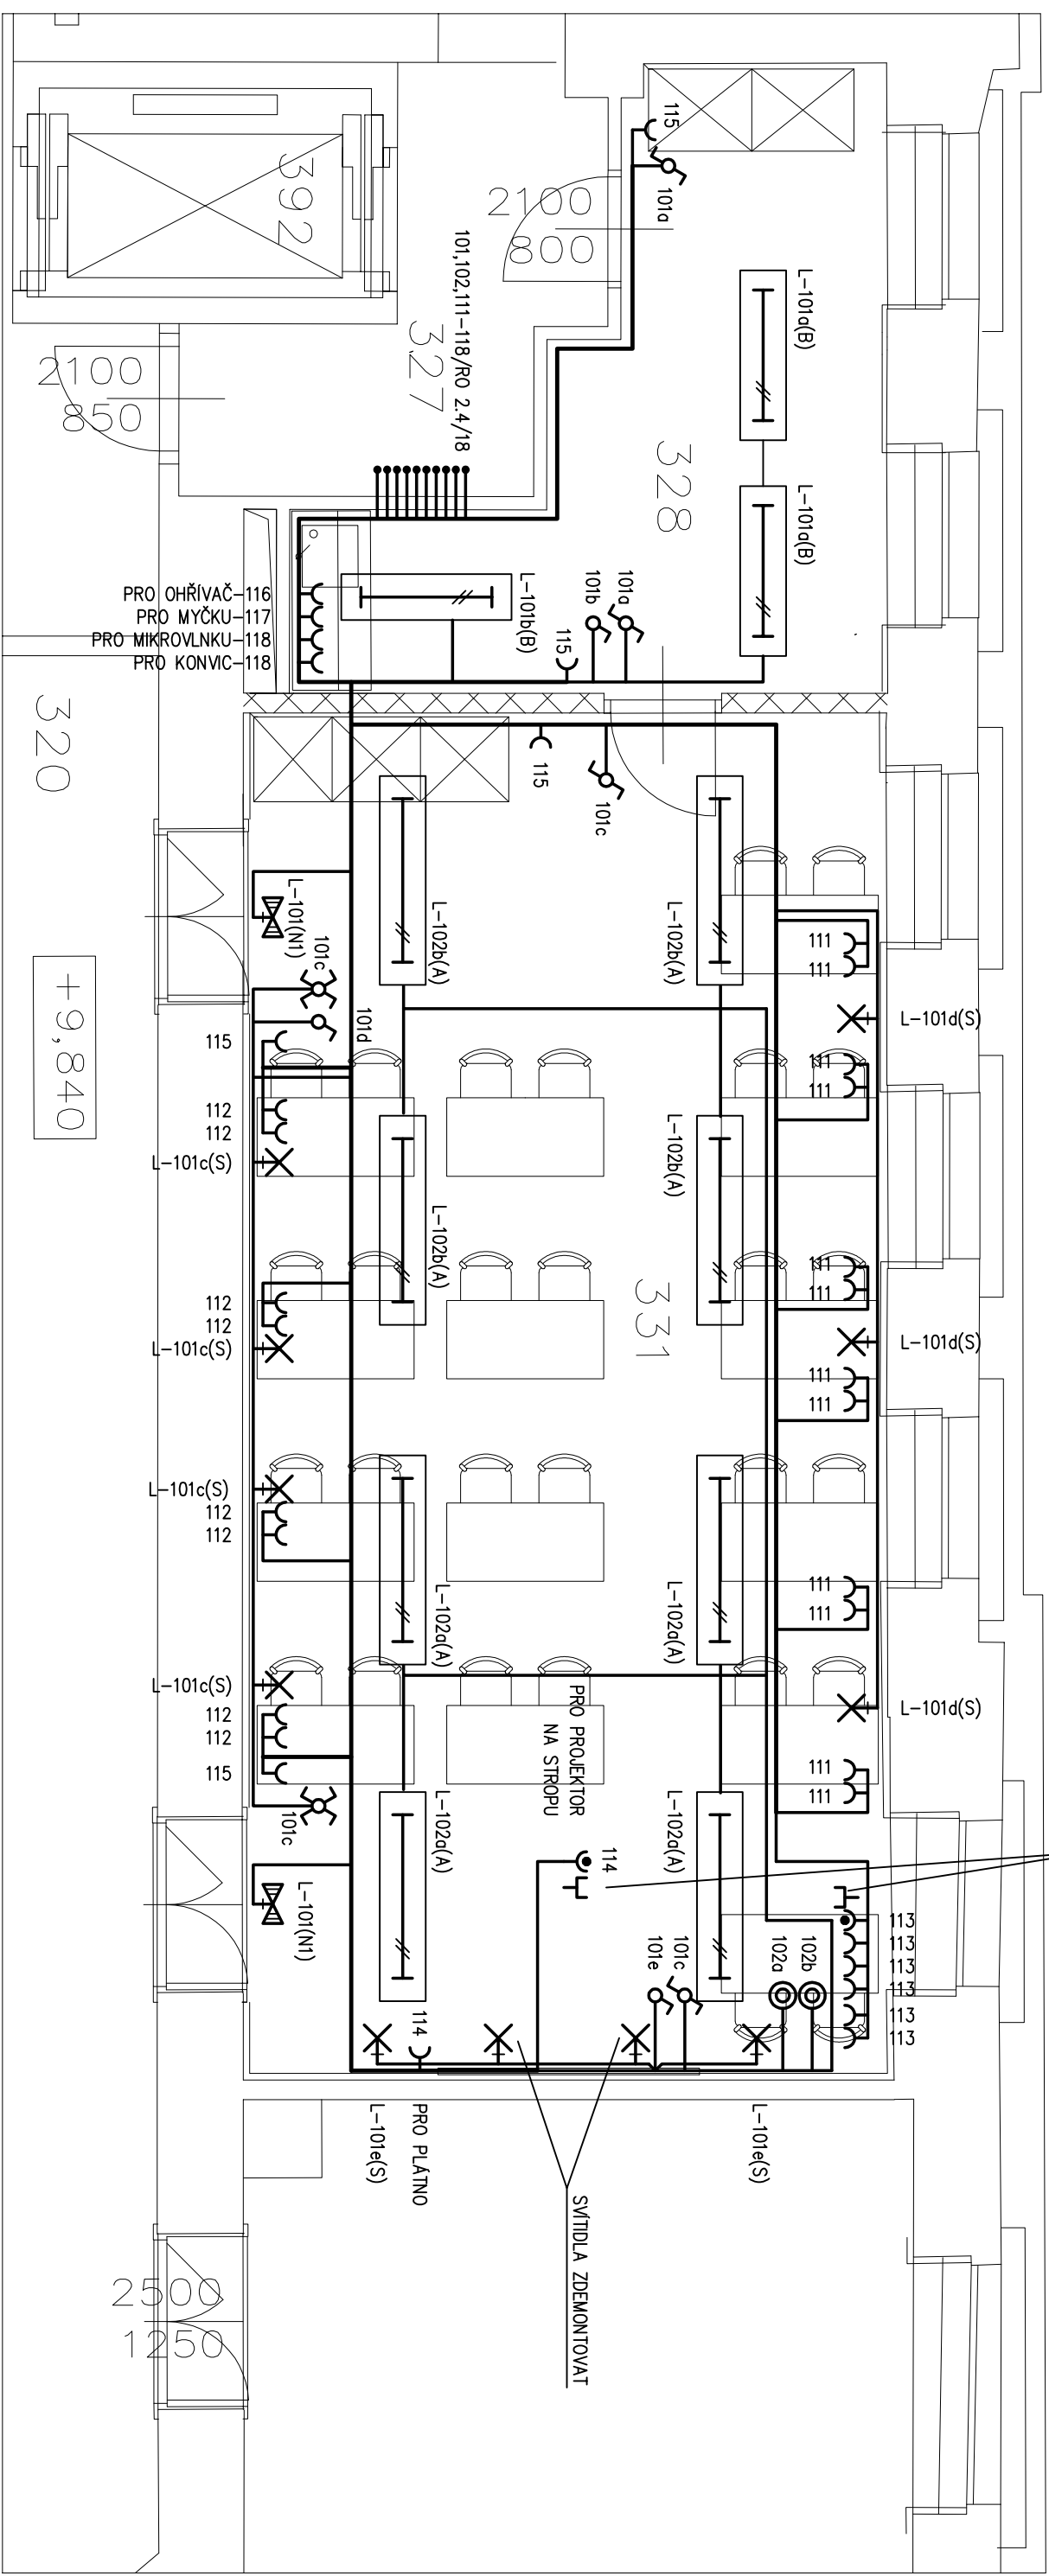 115
101a
392
2100
800
L-101a(B)
101,102,111-118/RO 2.4/18
327
2100
850
328
L-101a(B)
101a
101b
L-101b(B)
115
PRO OHŘÍVAČ-116
PRO MYČKU-117
PRO MIKROVLNKU-118
PRO KONVIC-118
320
115
101c
L-102b(A)
L-102b(A)
L-101(N1)
101c
101d
111
111
L-101d(S)
+9,840
115
111
111
112
112
L-101c(S)
L-102b(A)
L-102b(A)
331
111
111
112
112
L-101c(S)
L-101d(S)
111
111
L-101c(S)
112
112
L-102a(A)
L-102a(A)
111
111
L-101c(S)
112
112
115
L-101d(S)
PRO PROJEKTOR
NA STROPU
111
111
101c
L-102a(A)
L-102a(A)
114
L-101(N1)
113
113
113
113
113
113
102b
102a
101c
101e
114
L-101e(S)
PRO PLÁTNO
L-101e(S)
SVÍTIDLA ZDEMONTOVAT
2500
1250